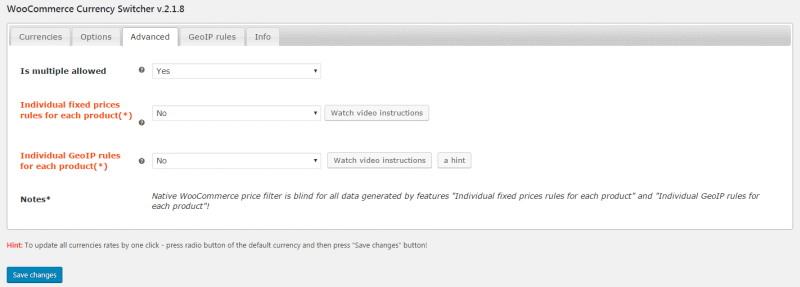 WooCommerce Currency Switcher v.2.1.8
Currencies Options Advanced GeoIP rules Info
Is multiple allowed ? Yes
Individual fixed prices
rules for each product(*) ? No Watch video instructions
Individual GeoIP rules
for each product(*) ? No Watch video instructions a hint
Notes* Native WooCommerce price filter is blind for all data generated by features "Individual fixed prices rules for each product" and "Individual GeoIP rules for
each product"!
Hint: To update all currencies rates by one click - press radio button of the default currency and then press "Save changes" button!
Save changes